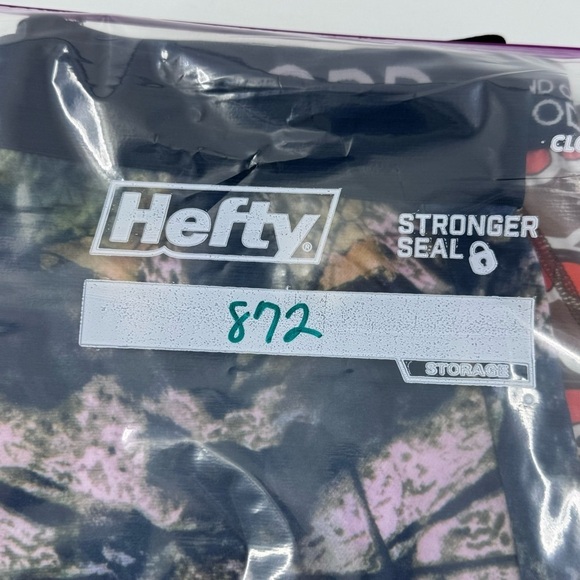 Hefty®
STRONGER
SEAL
872
STORAGE